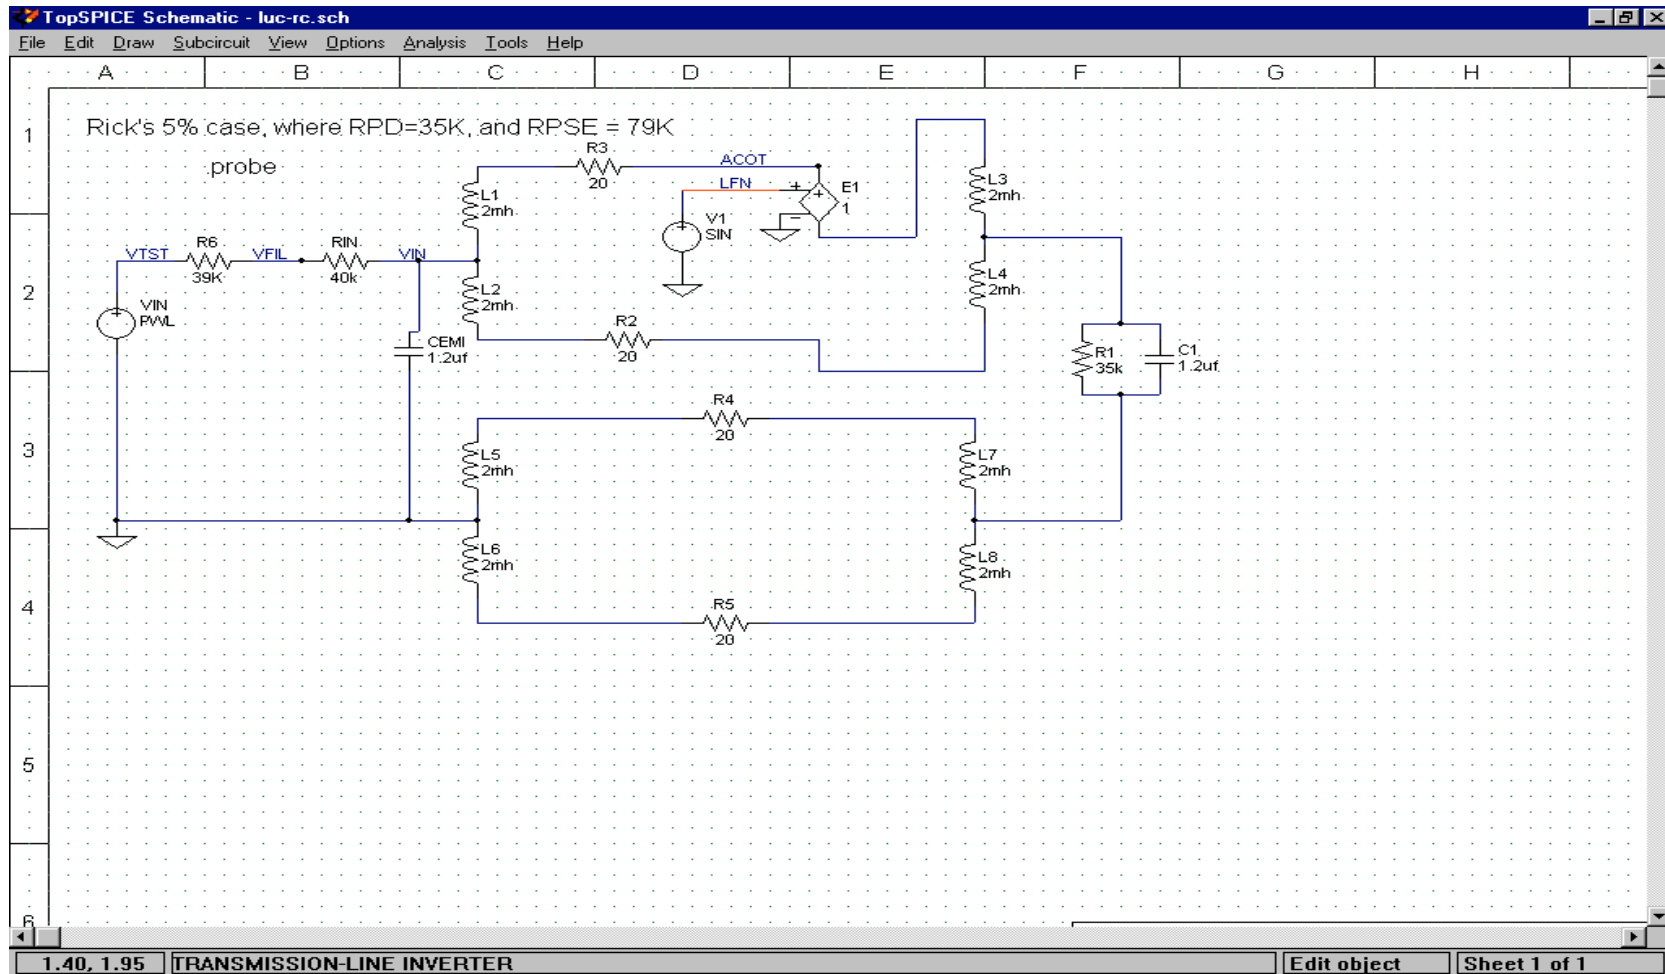 TopSPICE Schematic - luc-rc.sch
File Edit Draw Subcircuit View Options Analysis Tools Help
A B C D E F G H
1
Rick's 5% case, where RPD=35K, and RPSE = 79K
.probe
R3
20
ACOT
LFN
E1
1
L3
2mh
L1
2mh
V1
SIN
VTST
R6
39K
VFIL
RIN
40k
VIN
L4
2mh
2
L2
2mh
VIN
PWL
R2
20
CEMI
1.2uf
R1
35k
C1
1.2uf
R4
20
3
L5
2mh
L7
2mh
L6
2mh
L8
2mh
4
R5
20
5
6
1.40, 1.95 TRANSMISSION-LINE INVERTER Edit object Sheet 1 of 1